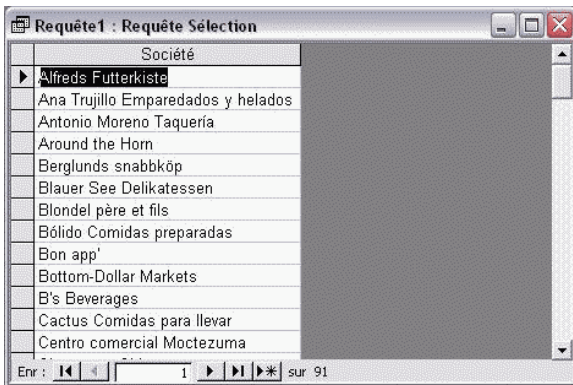 Requête1 : Requête Sélection
Société
Alfreds Futterkiste
Ana Trujillo Emparedados y helados
Antonio Moreno Taquería
Around the Horn
Berglunds snabbköp
Blauer See Delikatessen
Blondel père et fils
Bólido Comidas preparadas
Bon app'
Bottom-Dollar Markets
B's Beverages
Cactus Comidas para llevar
Centro comercial Moctezuma
Enr : 1 sur 91